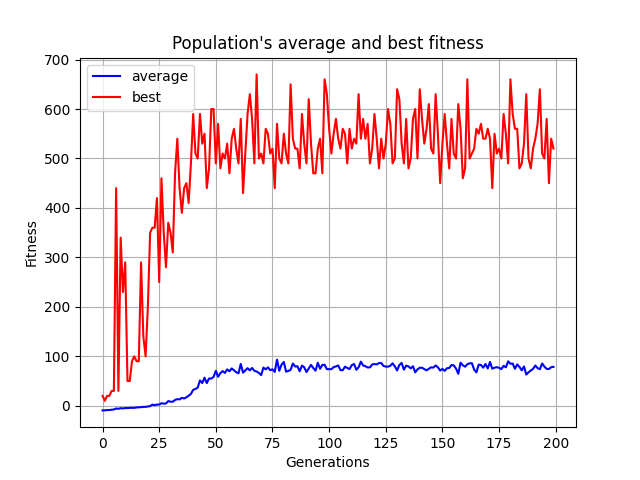 Population's average and best fitness
average
best
700
600
500
400
300
200
100
0
Fitness
0 25 50 75 100 125 150 175 200
Generations